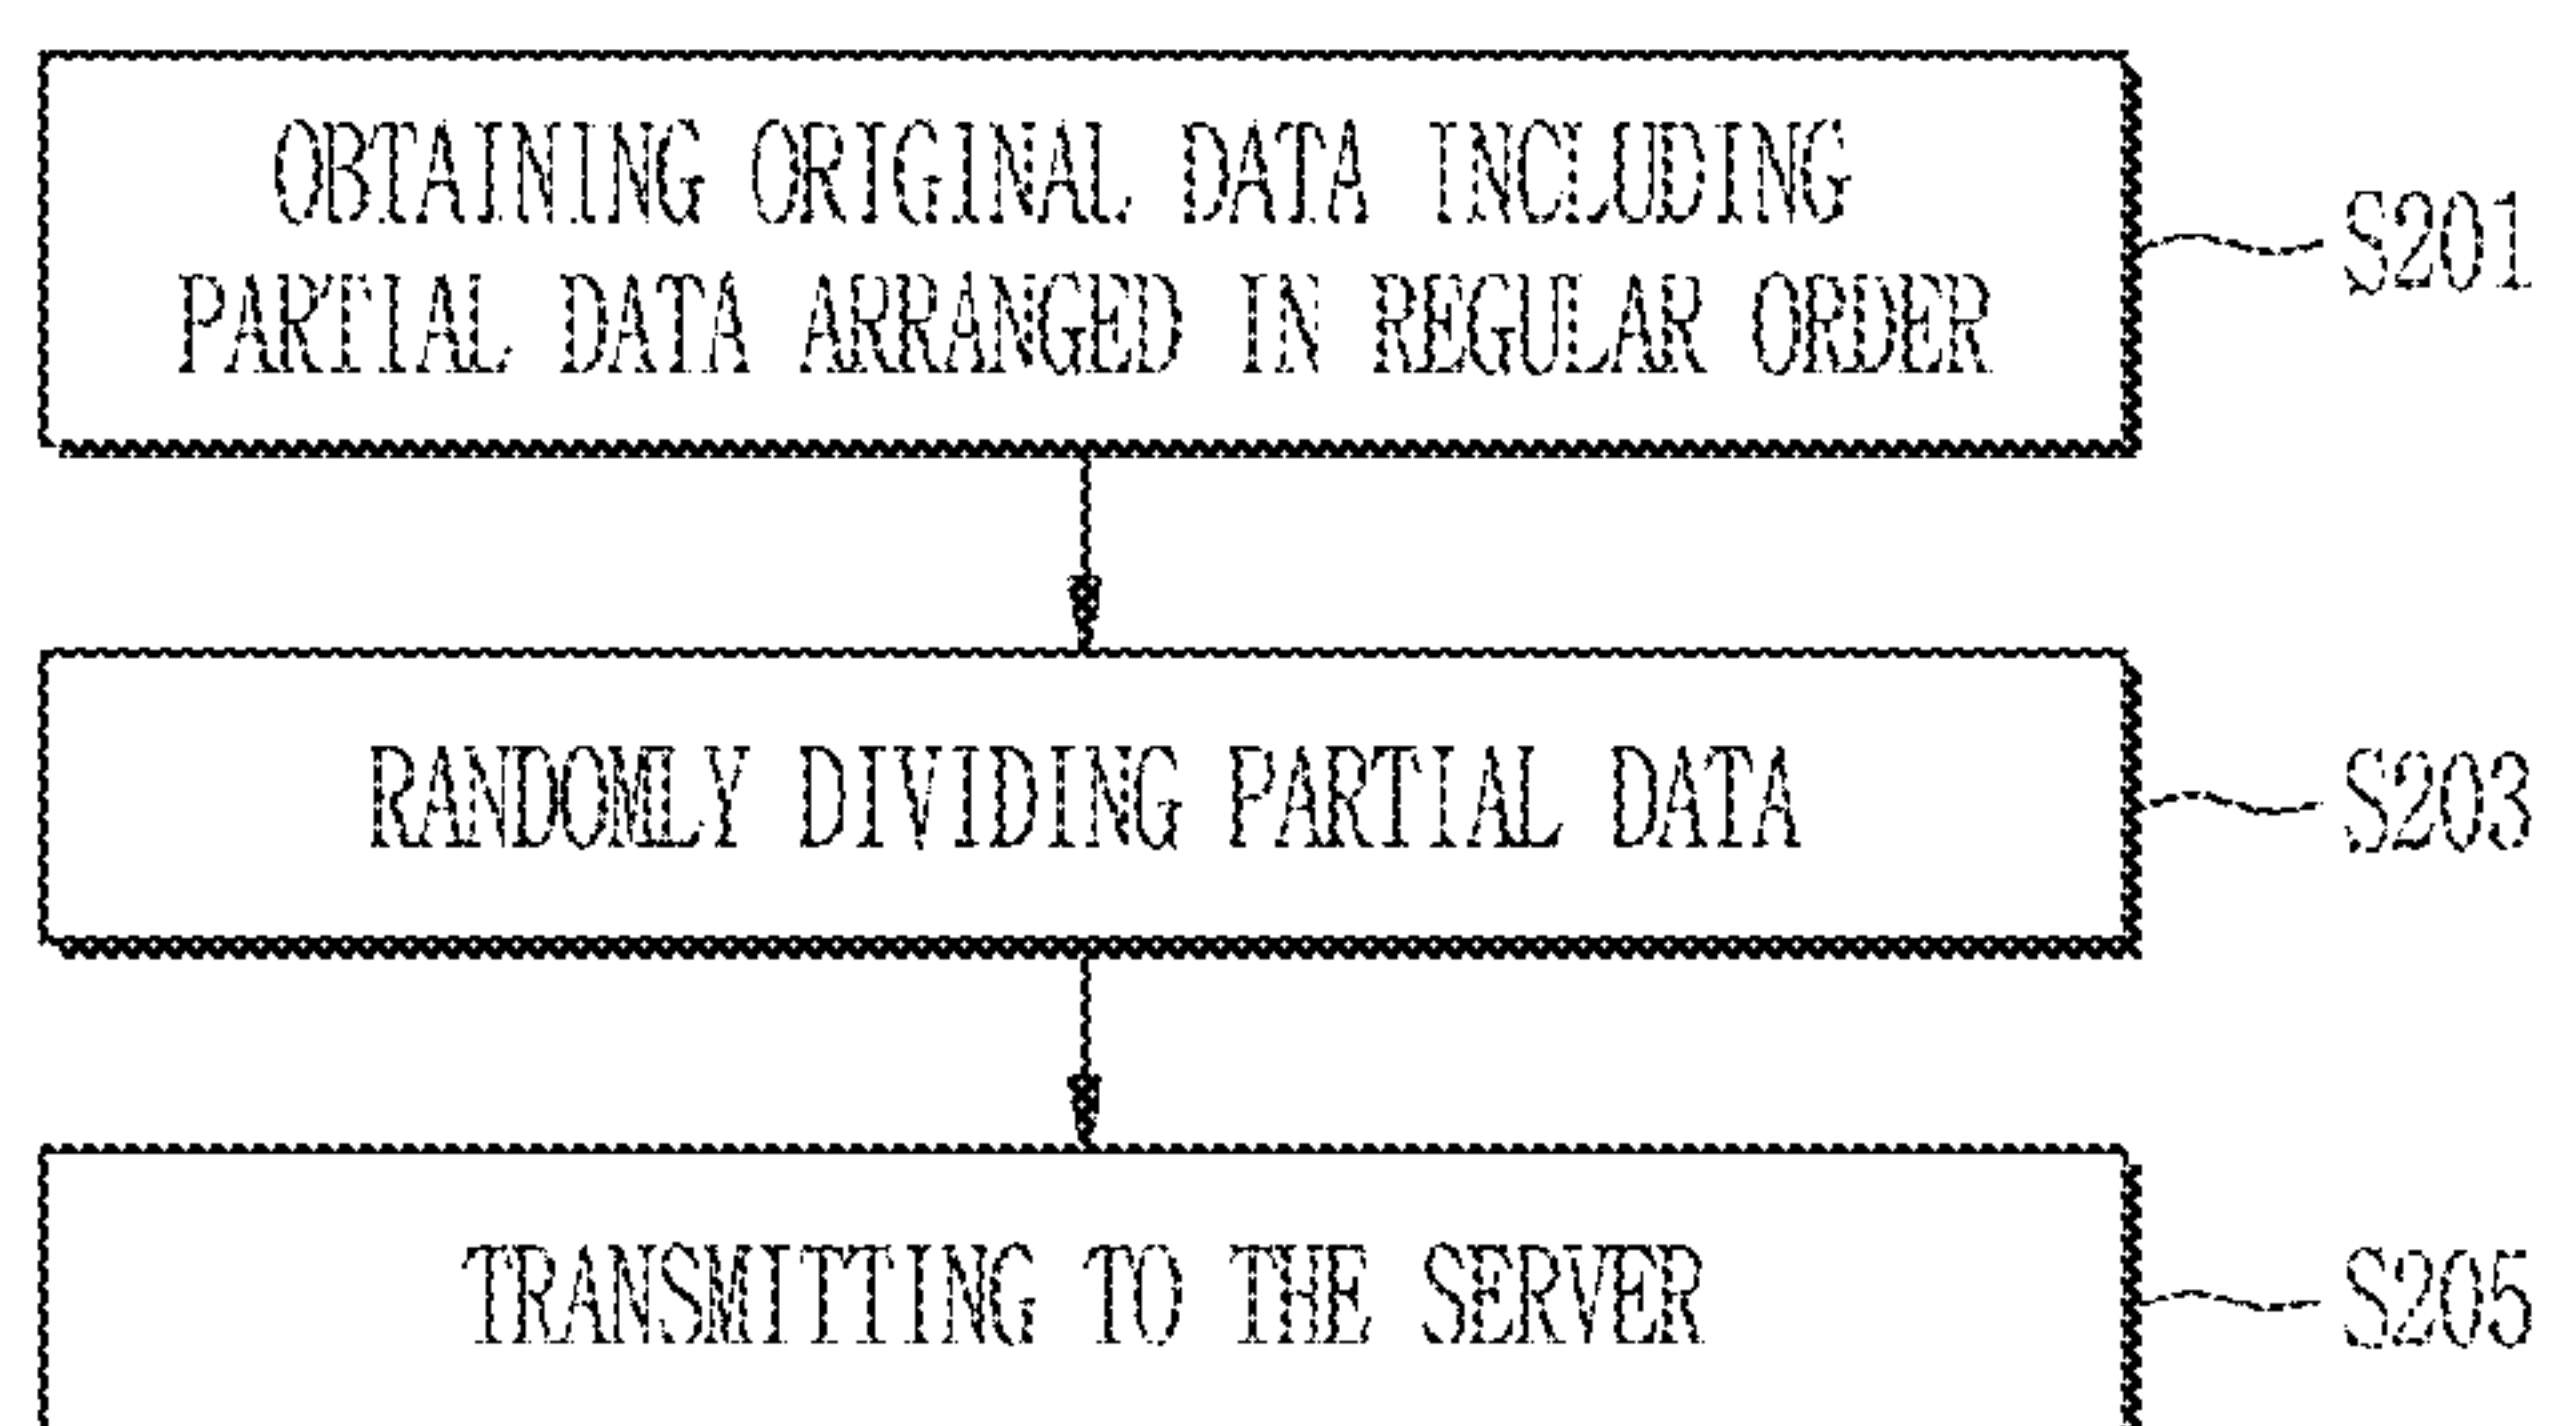 OBTAINING ORIGINAL DATA INCLUDING
PARTIAL DATA ARRANGED IN REGULAR ORDER
S201
RANDOMLY DIVIDING PARTIAL DATA
S203
TRANSMITTING TO THE SERVER
S205